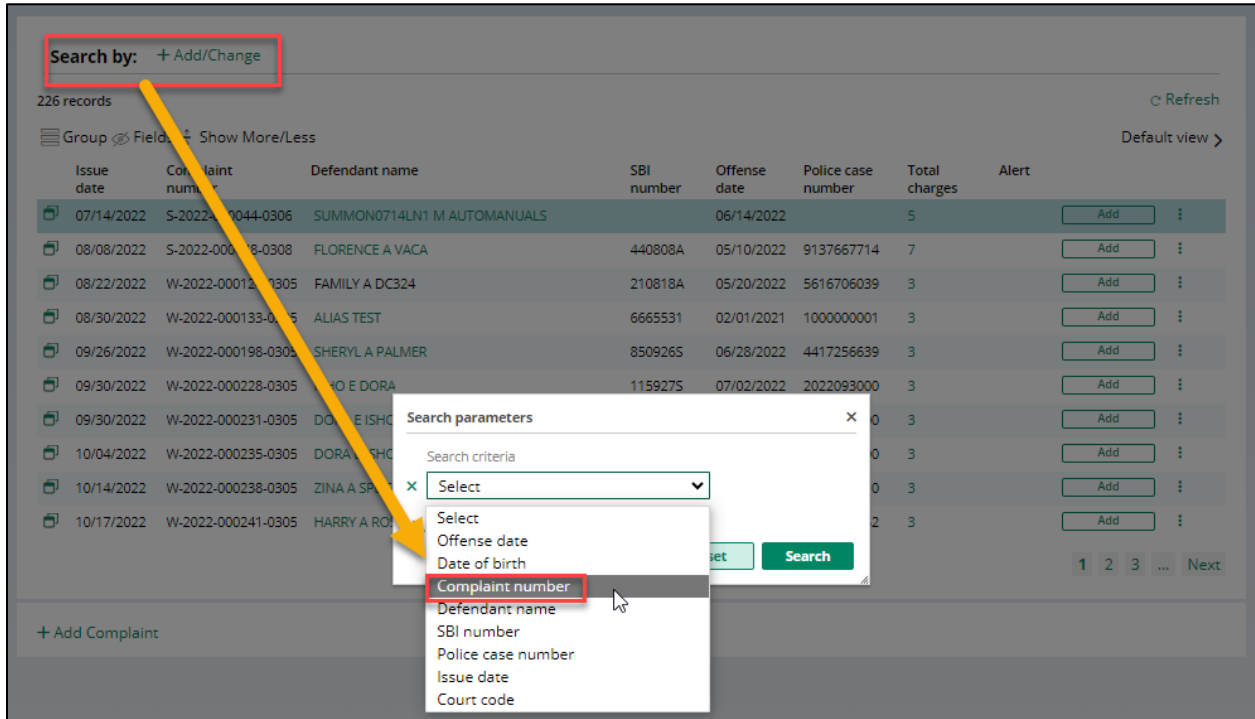 Search by: + Add/Change
226 records Refresh
Group Fields Show More/Less Default view
Issue date Complaint number Defendant name SBI number Offense date Police case number Total charges Alert
07/14/2022 S-2022-000044-0306 SUMMON0714LN1 M AUTOMANUALS 06/14/2022 5 Add
08/08/2022 FLORENCE A VACA 440808A 05/10/2022 9137667714 7 Add
08/22/2022 FAMILY A DC324 210818A 05/20/2022 5616706039 3 Add
08/30/2022 ALIAS TEST 6665531 02/01/2021 1000000001 3 Add
09/26/2022 W-2022-000198-0305 SHERYL A PALMER 850926S 06/28/2022 4417256639 3 Add
09/30/2022 W-2022-000228-0305 E DORA 115927S 07/02/2022 2022093000 3 Add
09/30/2022 W-2022-000231-0305 E 3 Add
10/04/2022 W-2022-000235-0305 DORA 3 Add
10/14/2022 W-2022-000238-0305 ZINA A 3 Add
10/17/2022 W-2022-000241-0305 HARRY A 3 Add
Search parameters
Search criteria
Select
Select
Offense date
Date of birth
Complaint number
Defendant name
SBI number
Police case number
Issue date
Court code
Search
1 2 3 ... Next
+ Add Complaint